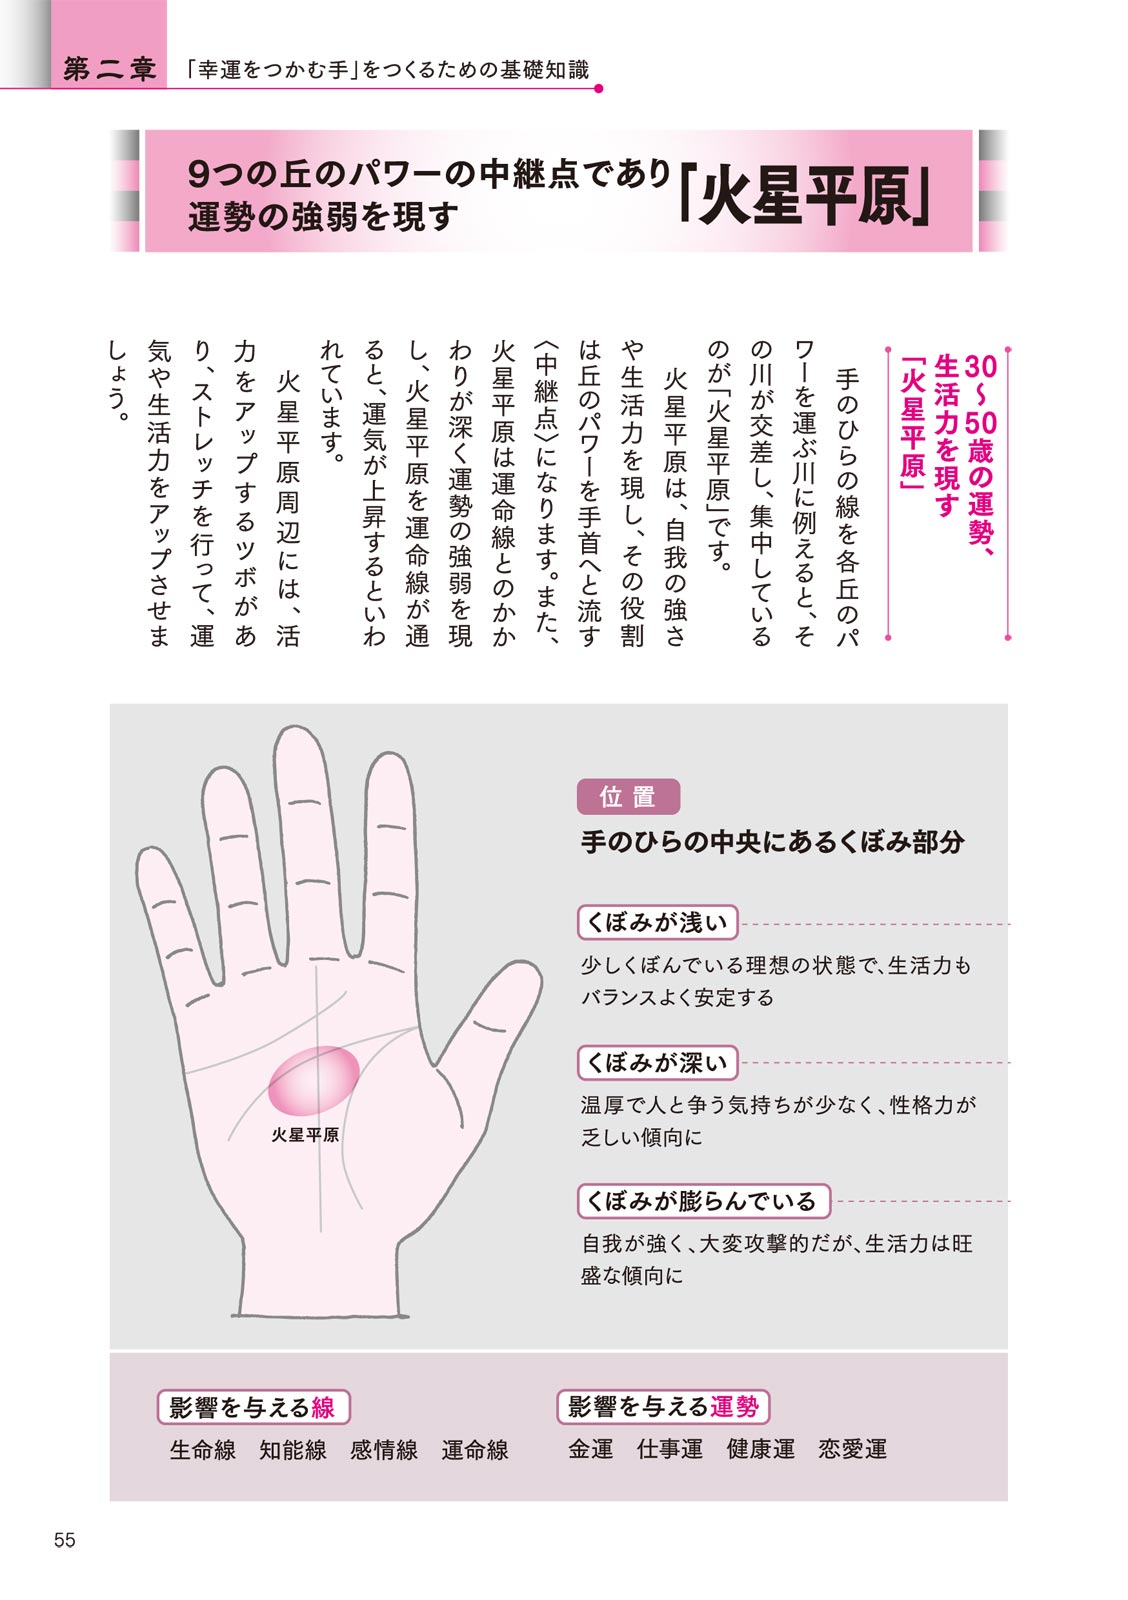 第二章
「幸運をつかむ手」をつくるための基礎知識
9つの丘のパワーの中継点であり
運勢の強弱を現す
「火星平原」
30〜50歳の運勢、
生活力を現す
「火星平原」
手のひらの線を各丘のパ
ワーを運ぶ川に例えると、そ
の川が交差し、集中している
のが「火星平原」です。
火星平原は、自我の強さ
や生活力を現し、その役割
は丘のパワーを手首へと流す
〈中継点〉になります。また、
火星平原は運命線とのかか
わりが深く運勢の強弱を現
し、火星平原を運命線が通
ると、運気が上昇するといわ
れています。
火星平原周辺には、活
力をアップするツボがあ
り、ストレッチを行って、運
気や生活力をアップさせま
しょう。
位置
手のひらの中央にあるくぼみ部分
くぼみが浅い
少しくぼんでいる理想の状態で、生活力も
バランスよく安定する
くぼみが深い
温厚で人と争う気持ちが少なく、性格力が
乏しい傾向に
くぼみが膨らんでいる
自我が強く、大変攻撃的だが、生活力は旺
盛な傾向に
火星平原
影響を与える線
生命線 知能線 感情線 運命線
影響を与える運勢
金運 仕事運 健康運 恋愛運
55